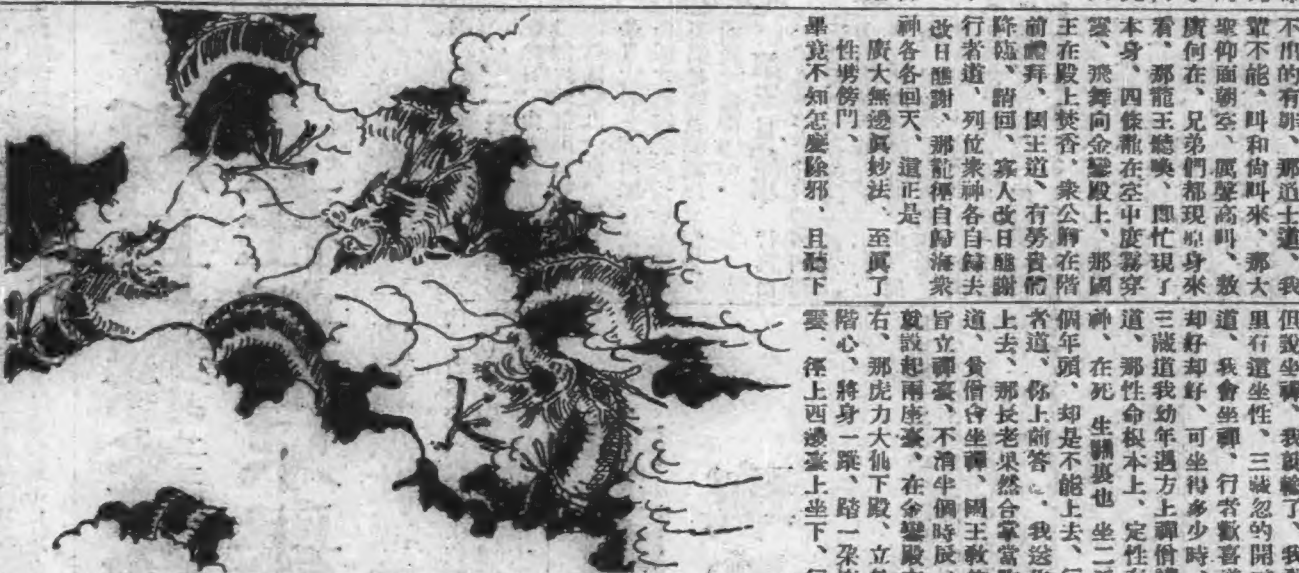 不出的有罪、那道士道、我
輩不能、叫和尙叫來、那大
聖仰面朝空、厲聲高叫、敖
廣何在、兄弟們都現原身來
看、那龍王聽喚、卽忙現了
本身、四條龍在空中度霧穿
雲、飛舞向金鑾殿上、那國
王在殿上焚香、衆公卿在階
前禮拜、國王道、有勞貴體
降臨、請回、寡人改日醮謝
行者道、列位衆神各自歸去
改日醮謝、那龍徑自歸海衆
神各各回天、這正是
廣大無邊眞妙法、至眞了
性劈傍門、
畢竟不知怎麼除邪、且聽下
但說坐禪、我就輸了、我
里有這坐性、三藏忽的開
道、我會坐禪、行者歡喜
却好却好、可坐得多少時、
三藏道我幼年遇方上禪僧
道、那性命根本上、定性
神、在死 生關裏也 坐二
個年頭、却是不能上去、
者道、你上前答 、我送
上去、那長老果然合掌當
道、貧僧會坐禪、國王敎
旨立禪臺、不消半個時辰
就設起兩座臺、在金鑾殿
右、那虎力大仙下殿、立
階心、將身一蹤、踏一朶
雲、徑上西邊臺上坐下、